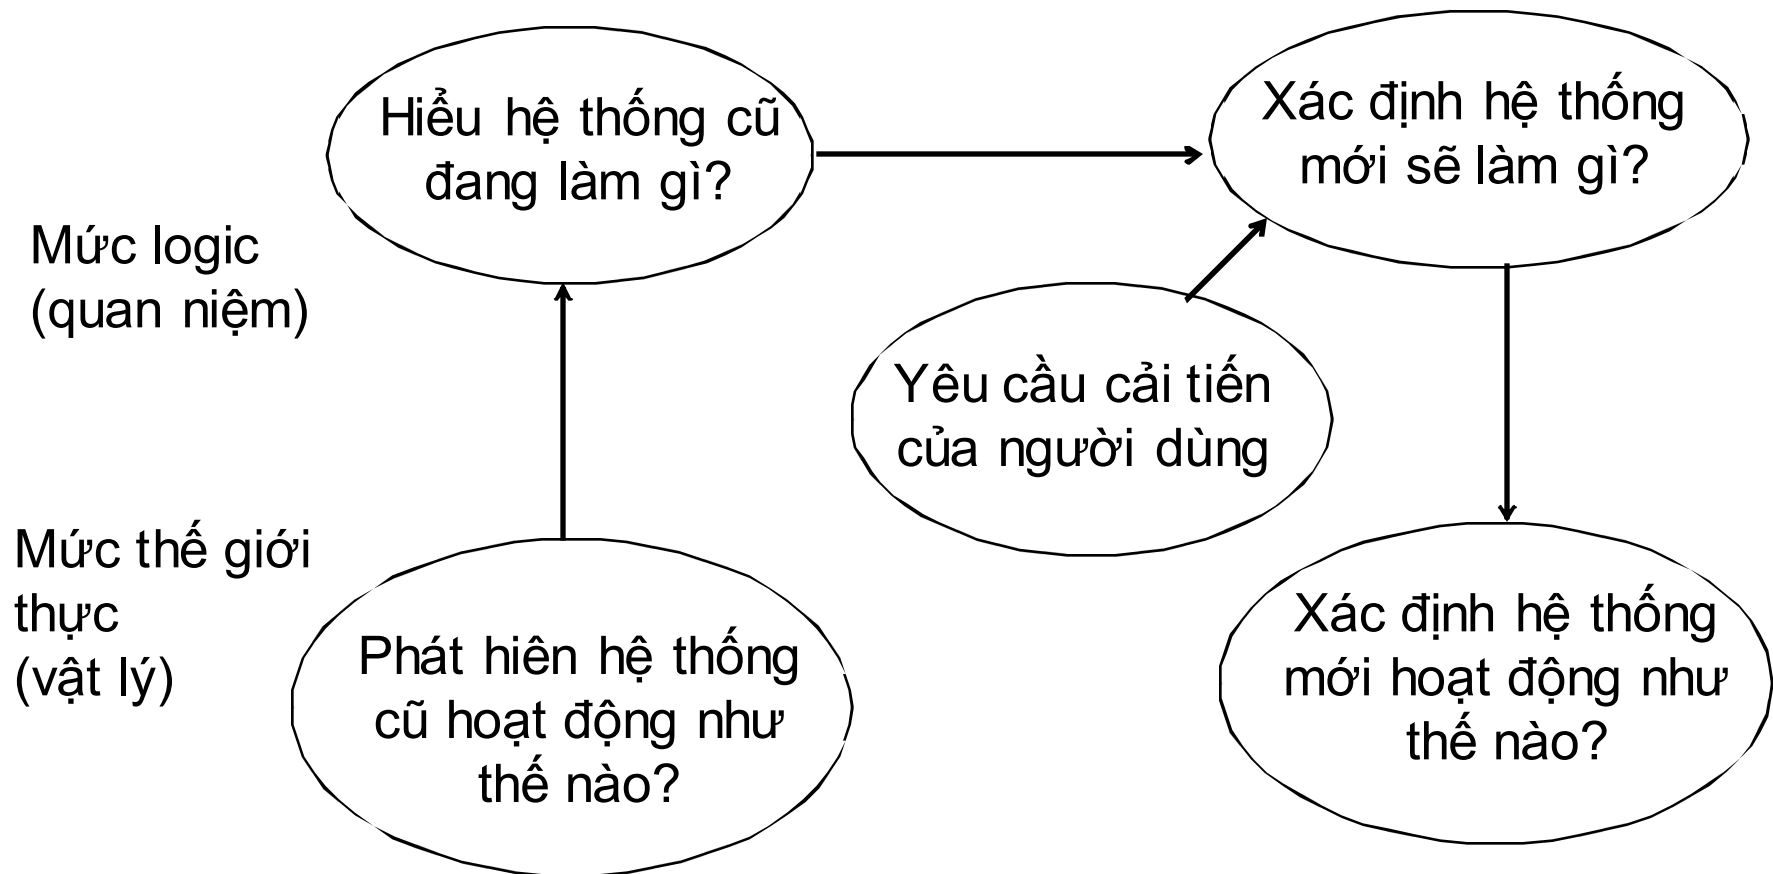 Hiểu hệ thống cũ
đang làm gì?
Xác định hệ thống
mới sẽ làm gì?
Mức logic
(quan niệm)
Yêu cầu cải tiến
của người dùng
Mức thế giới
thực
(vật lý)
Phát hiên hệ thống
cũ hoạt động như
thế nào?
Xác định hệ thống
mới hoạt động như
thế nào?